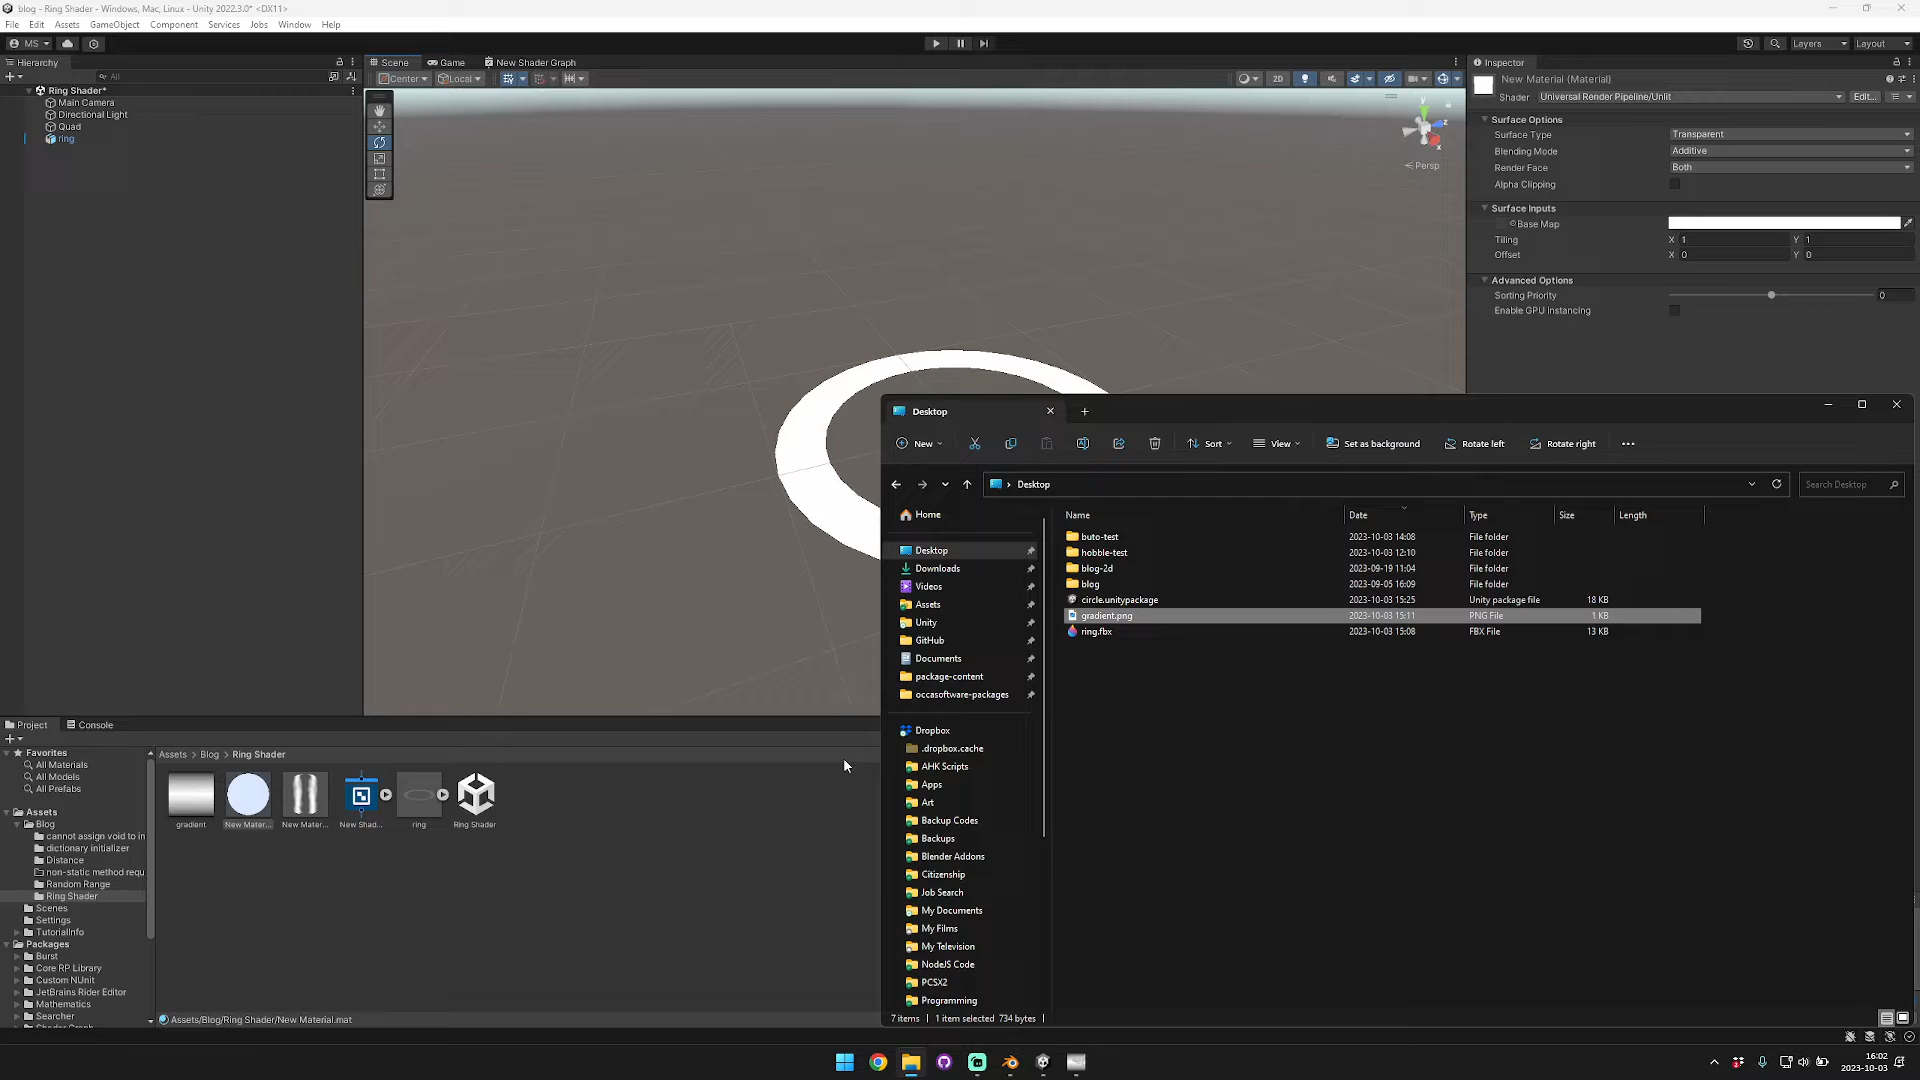 blog - Ring Shader - Windows, Mac, Linux - Unity 2022.3.0* <DX11>
File Edit Assets GameObject Component Services Jobs Window Help
MS
Layers Layout
Hierarchy
All
Ring Shader*
Main Camera
Directional Light
Quad
ring
Scene Game New Shader Graph
Center Local
2D
y
z
x
Persp
Inspector
New Material (Material)
Shader Universal Render Pipeline/Unlit Edit...
Surface Options
Surface Type Transparent
Blending Mode Additive
Render Face Both
Alpha Clipping
Surface Inputs
Base Map
Tiling X 1 Y 1
Offset X 0 Y 0
Advanced Options
Sorting Priority 0
Enable GPU Instancing
Desktop
New Sort View Set as background Rotate left Rotate right
Desktop
Search Desktop
Home
Desktop
Downloads
Videos
Assets
Unity
GitHub
Documents
package-content
occasoftware-packages
Dropbox
.dropbox.cache
AHK Scripts
Apps
Art
Backup Codes
Backups
Blender Addons
Citizenship
Job Search
My Documents
My Films
My Television
NodeJS Code
PCSX2
Programming
Name Date Type Size Length
buto-test 2023-10-03 14:08 File folder
hobble-test 2023-10-03 12:10 File folder
blog-2d 2023-09-19 11:04 File folder
blog 2023-09-05 16:09 File folder
circle.unitypackage 2023-10-03 15:25 Unity package file 18 KB
gradient.png 2023-10-03 15:11 PNG File 1 KB
ring.fbx 2023-10-03 15:08 FBX File 13 KB
7 items 1 item selected 734 bytes
Project Console
Favorites
All Materials
All Models
All Prefabs
Assets
Blog
cannot assign void to in
dictionary initializer
Distance
non-static method requ
Random Range
Ring Shader
Scenes
Settings
TutorialInfo
Packages
Burst
Core RP Library
Custom NUnit
JetBrains Rider Editor
Mathematics
Searcher
Shader Graph
Assets > Blog > Ring Shader
gradient New Mater... New Mater... New Shad... ring Ring Shader
Assets/Blog/Ring Shader/New Material.mat
16:02
2023-10-03